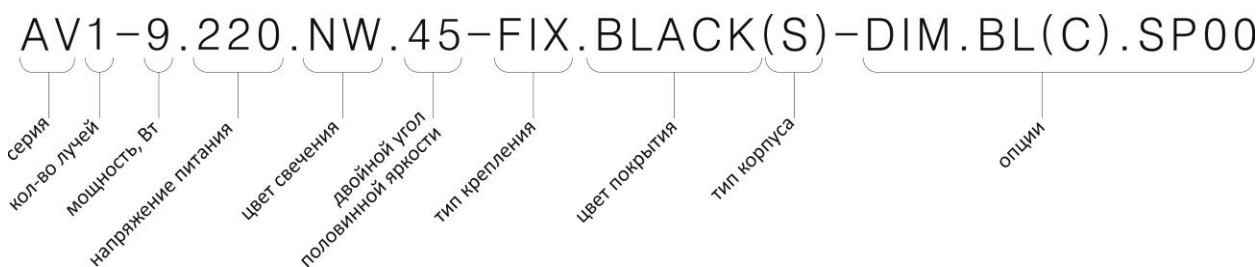 AV1-9.220.NW.45-FIX.BLACK(S)-DIM.BL(C).SP00
серия
кол-во лучей
мощность, Вт
напряжение питания
цвет свечения
двойной угол
половинной яркости
тип крепления
цвет покрытия
тип корпуса
опции